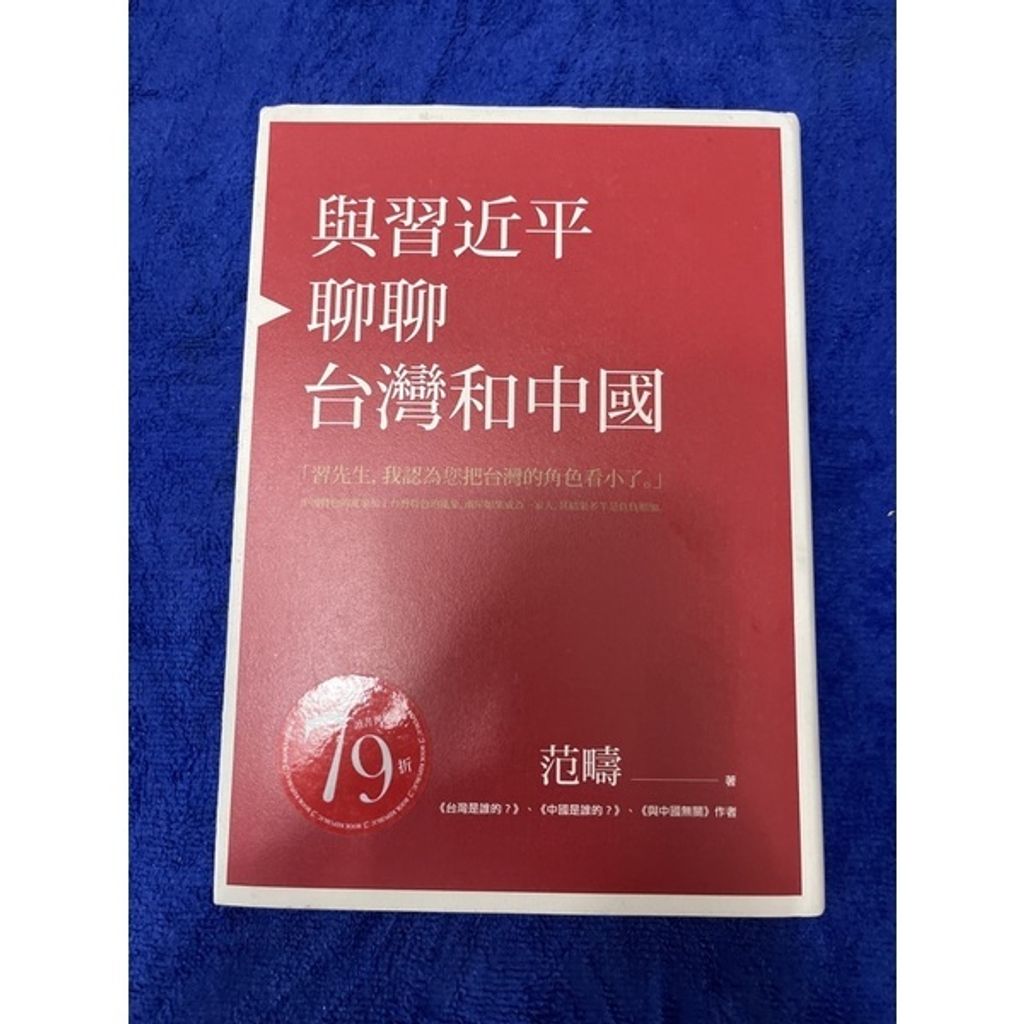 與習近平
聊聊
台灣和中國
「習先生，我認為您把台灣的角色看小了。」
讀書
79折
范疇 著
《台灣是誰的？》、《中國是誰的？》、《與中國無關》作者